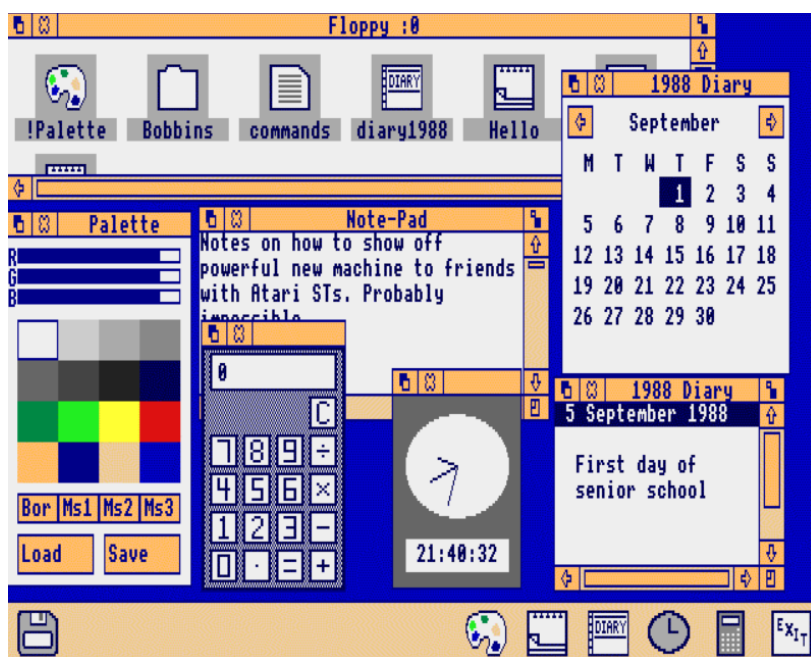 Floppy :0
!Palette Bobbins commands diary1988 Hello
DIARY
Palette
R
G
B
Bor Ms1 Ms2 Ms3
Load Save
Note-Pad
Notes on how to show off
powerful new machine to friends
with Atari STs. Probably
impossible
0
C
7 8 9 ÷
4 5 6 ×
1 2 3 -
0 . = +
21:40:32
1988 Diary
September
M T W T F S S
1 2 3 4
5 6 7 8 9 10 11
12 13 14 15 16 17 18
19 20 21 22 23 24 25
26 27 28 29 30
1988 Diary
5 September 1988
First day of
senior school
DIARY
ExIT